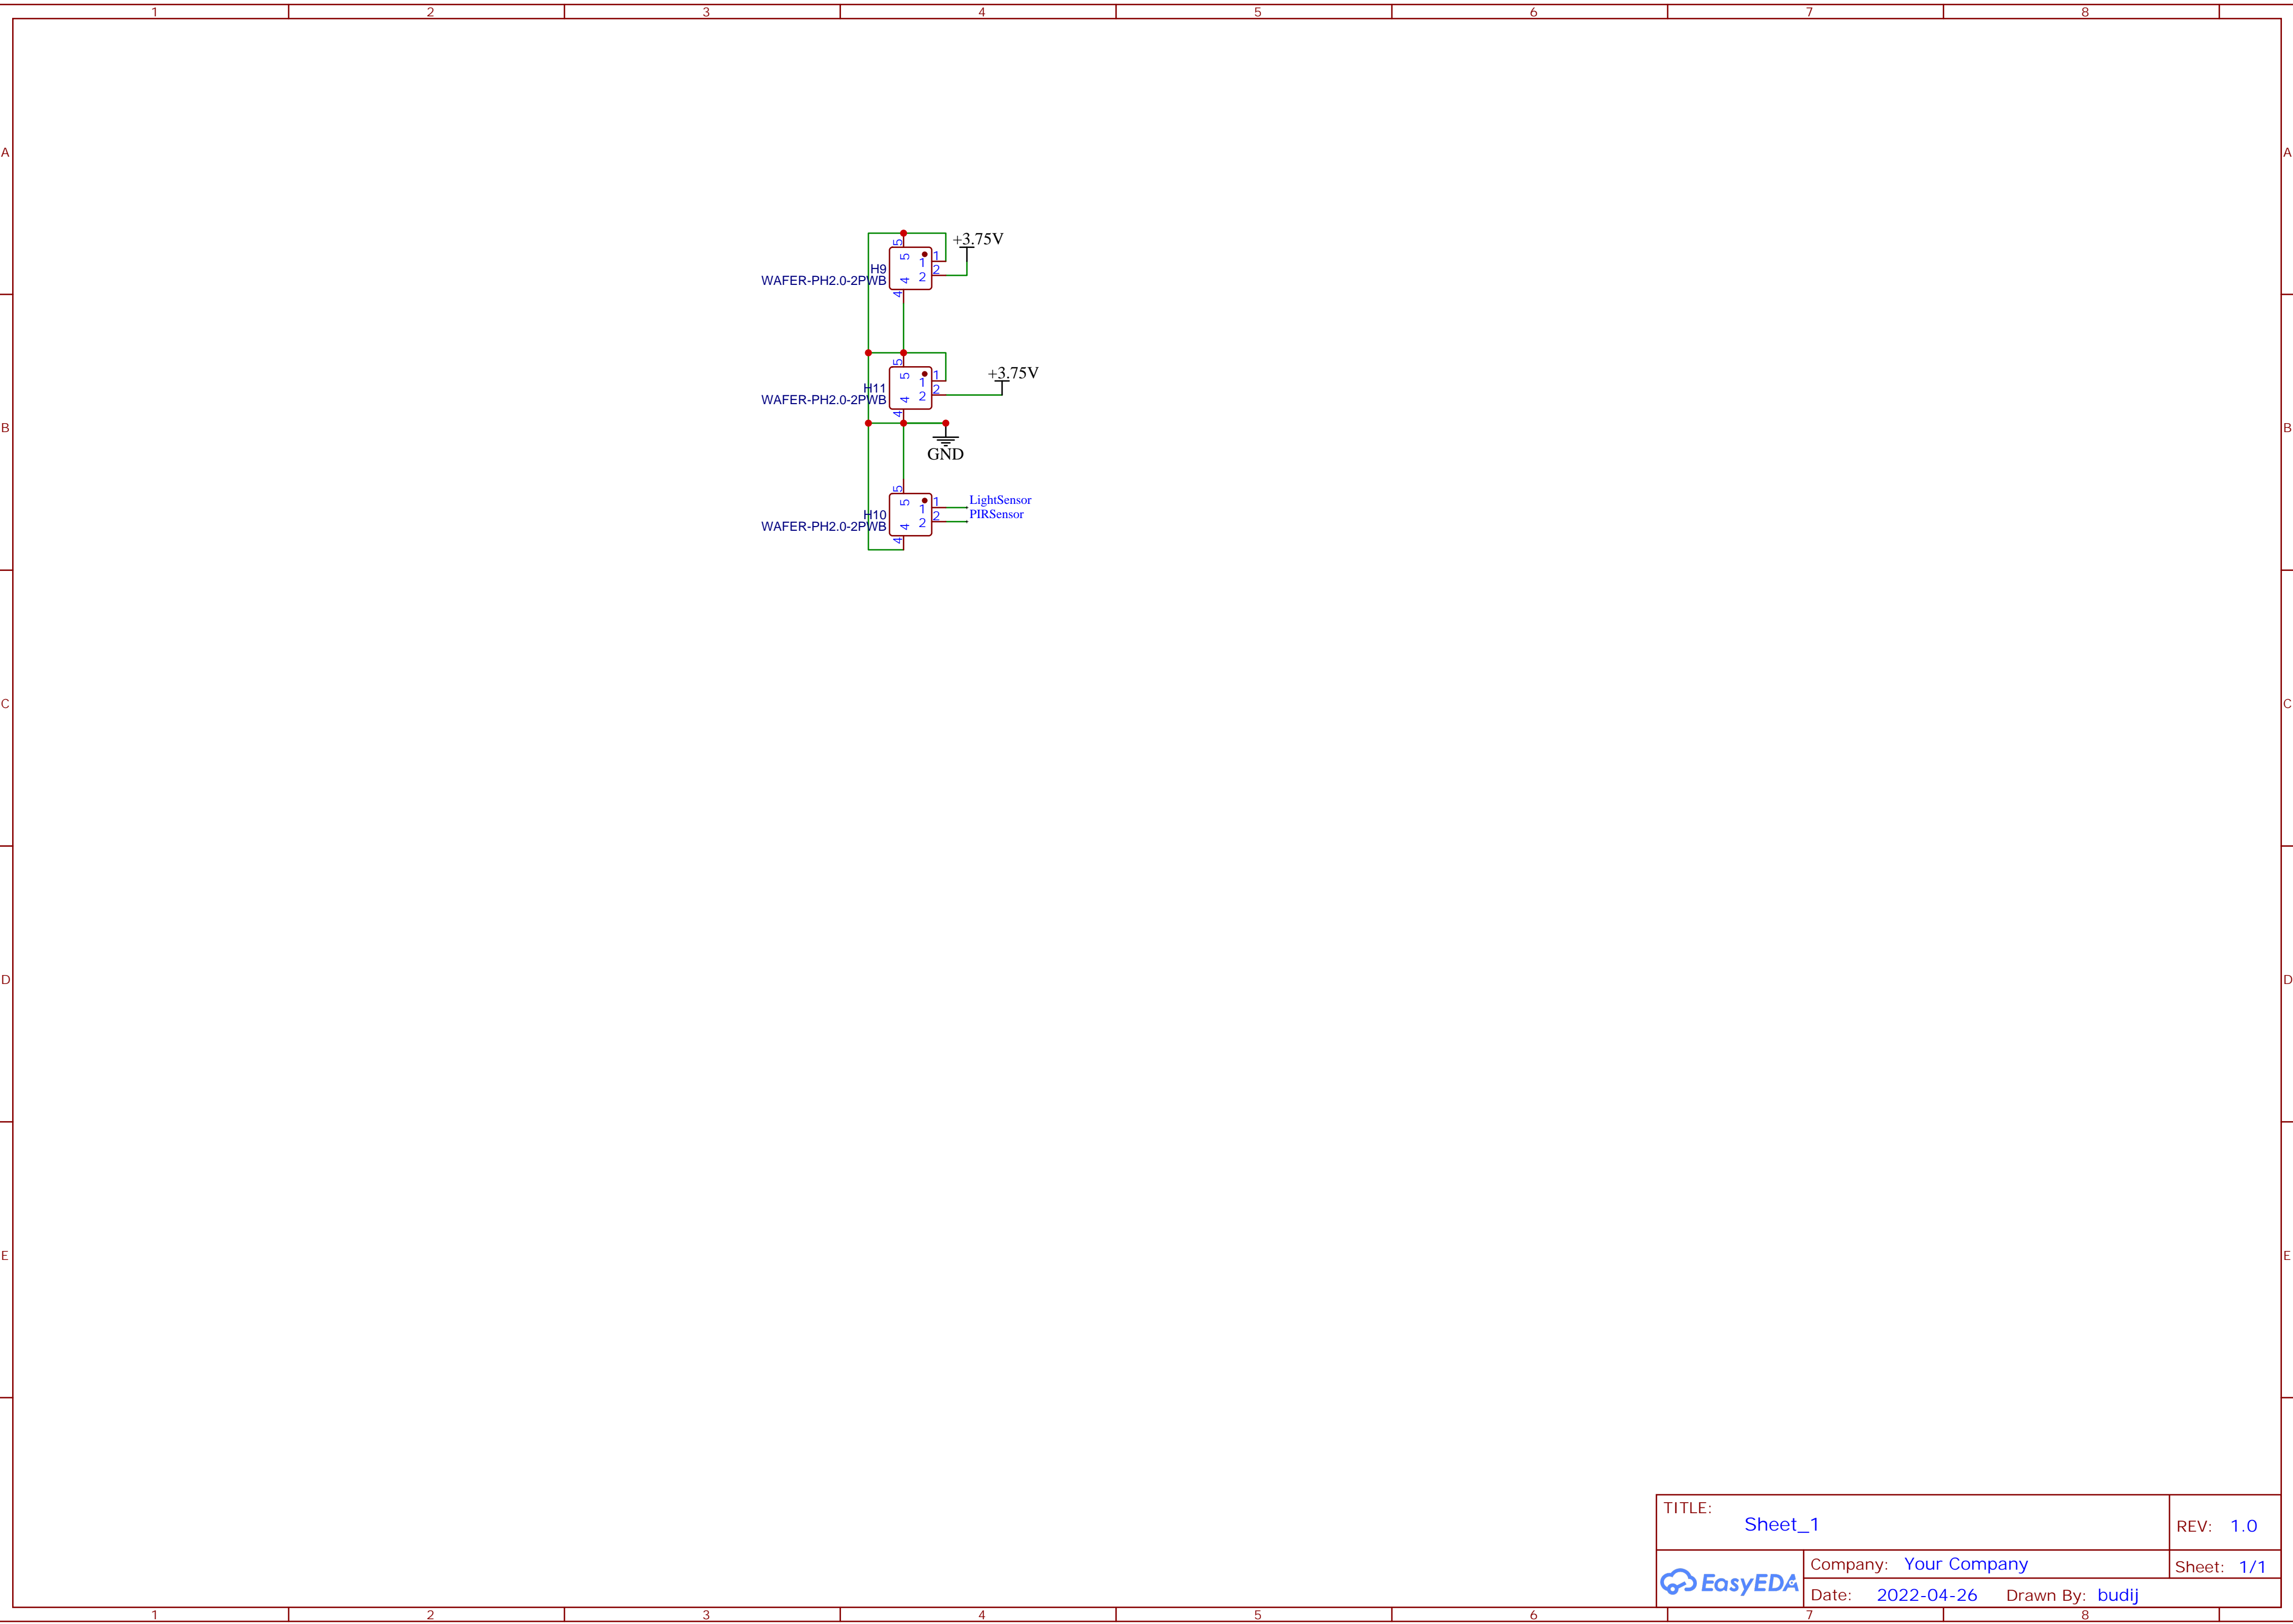 1 2 3 4 5 6 7 8
A A
+3.75V
5
5 1 1
H9 2
WAFER-PH2.0-2PWB 4 2
4
+3.75V
5
5 1 1
H11 2
WAFER-PH2.0-2PWB 4 2
4
B B
GND
5
5 1 1 LightSensor
H10 2 PIRSensor
WAFER-PH2.0-2PWB 4 2
4
C C
D D
E E
TITLE:
Sheet_1
REV: 1.0
EasyEDA
Company: Your Company
Sheet: 1/1
Date: 2022-04-26 Drawn By: budij
1 2 3 4 5 6 7 8